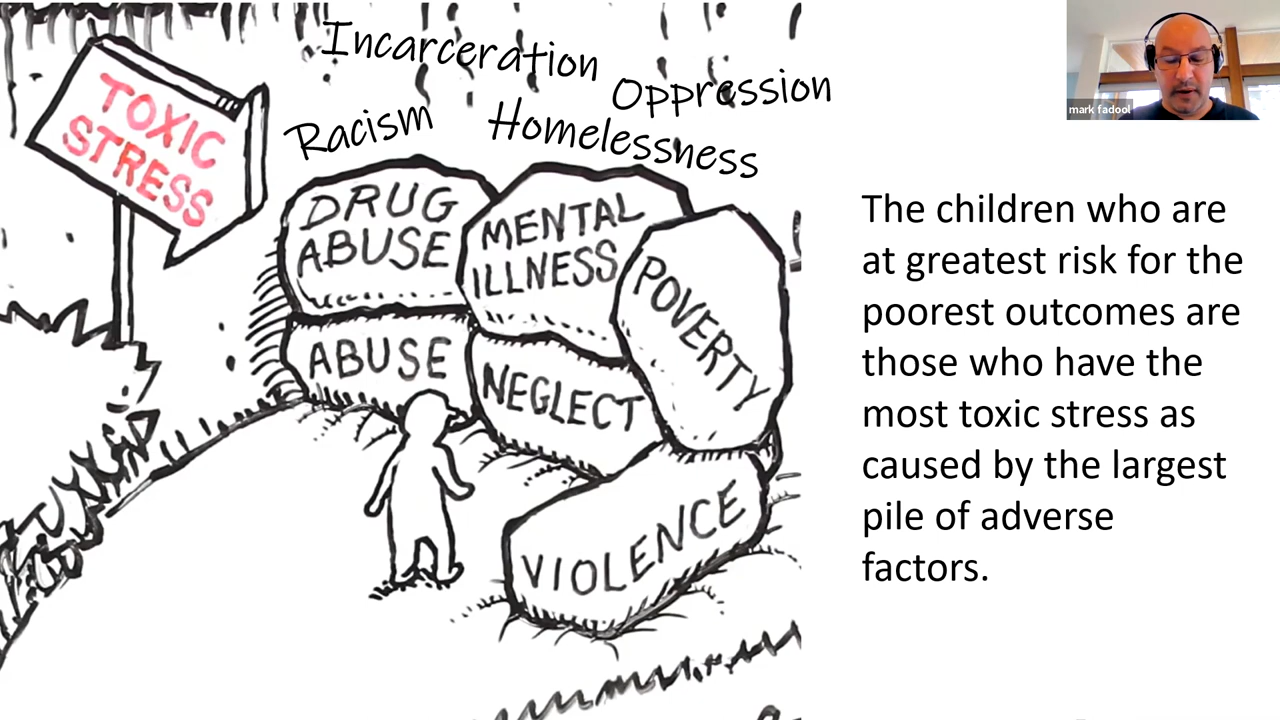 Incarceration
Oppression
Racism
Homelessness
TOXIC
STRESS
DRUG
ABUSE
MENTAL
ILLNESS
POVERTY
ABUSE
NEGLECT
VIOLENCE
mark fadool
The children who are
at greatest risk for the
poorest outcomes are
those who have the
most toxic stress as
caused by the largest
pile of adverse
factors.